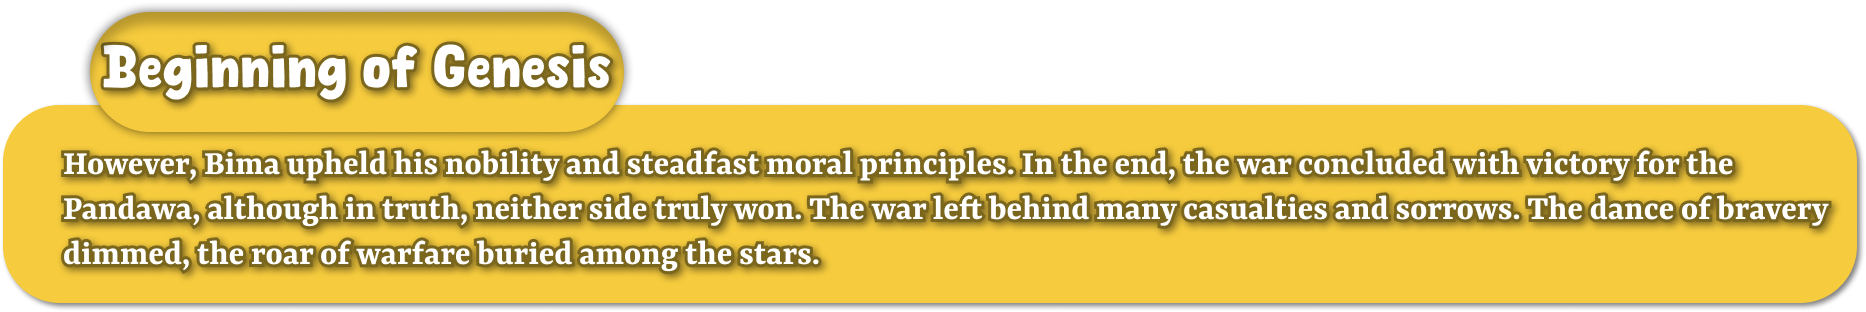 Beginning of Genesis
However, Bima upheld his nobility and steadfast moral principles. In the end, the war concluded with victory for the
Pandawa, although in truth, neither side truly won. The war left behind many casualties and sorrows. The dance of bravery
dimmed, the roar of warfare buried among the stars.